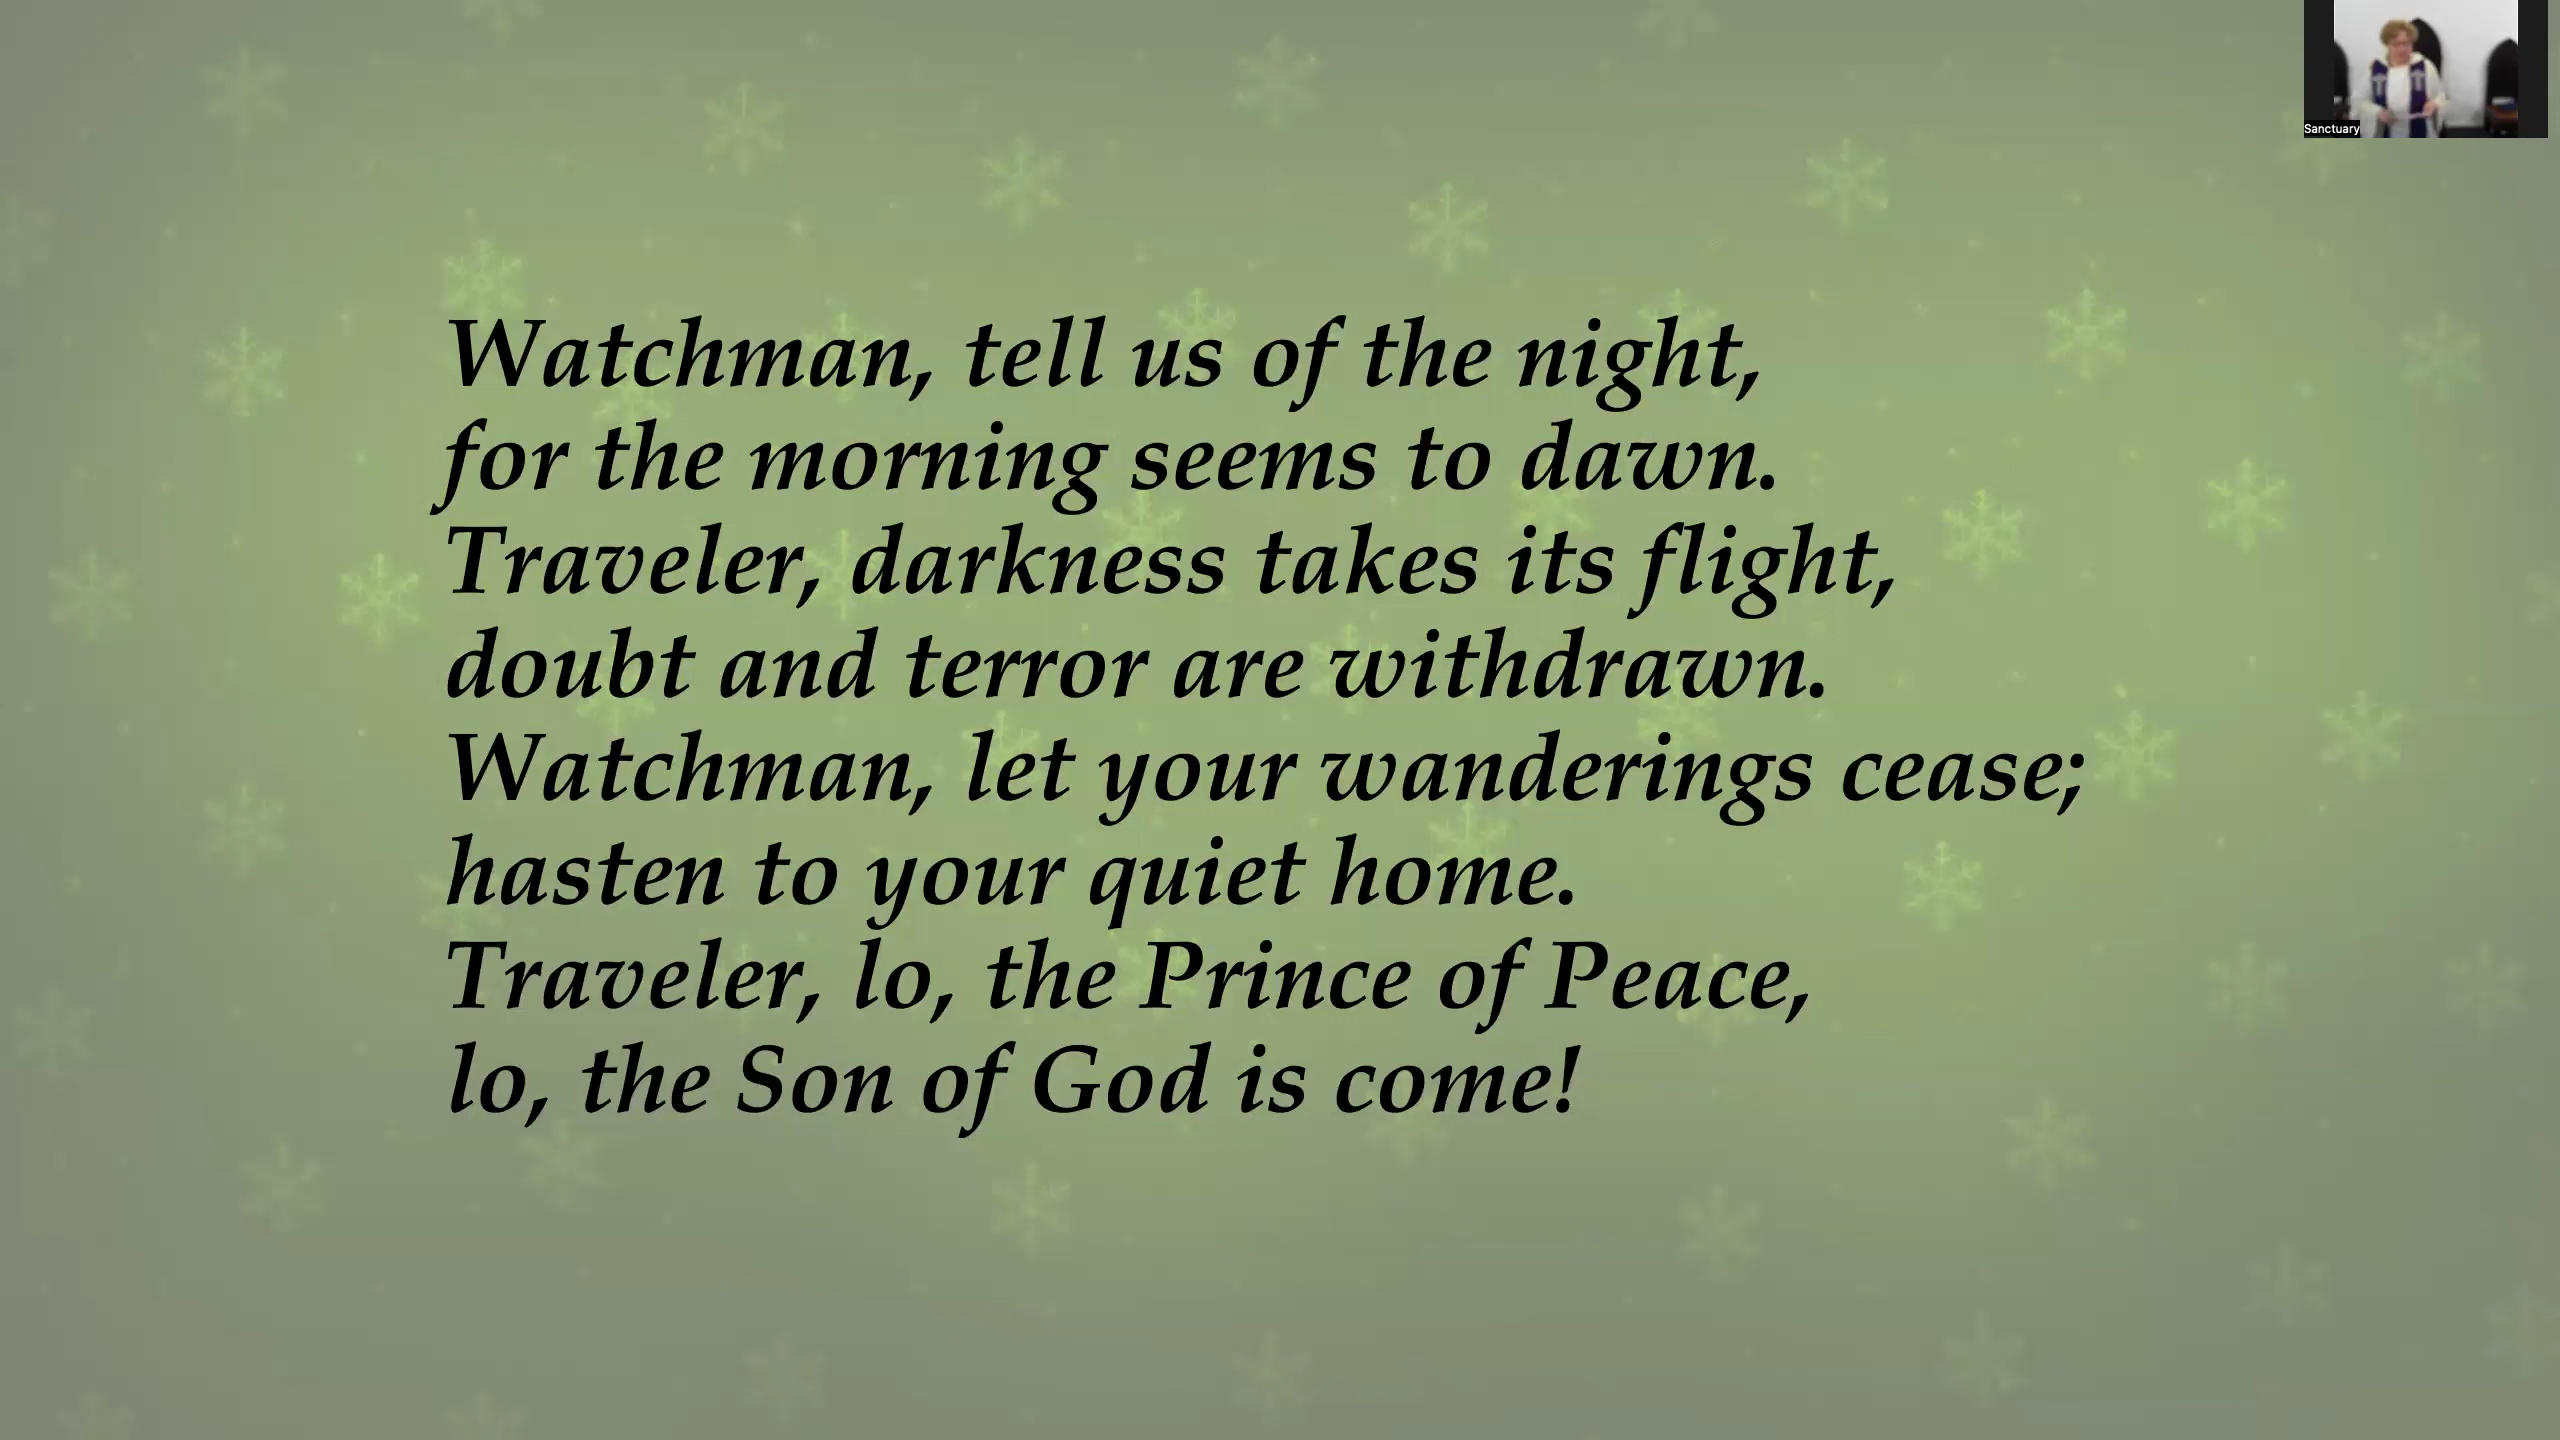 Sanctuary
Watchman, tell us of the night,
for the morning seems to dawn.
Traveler, darkness takes its flight,
doubt and terror are withdrawn.
Watchman, let your wanderings cease;
hasten to your quiet home.
Traveler, lo, the Prince of Peace,
lo, the Son of God is come!